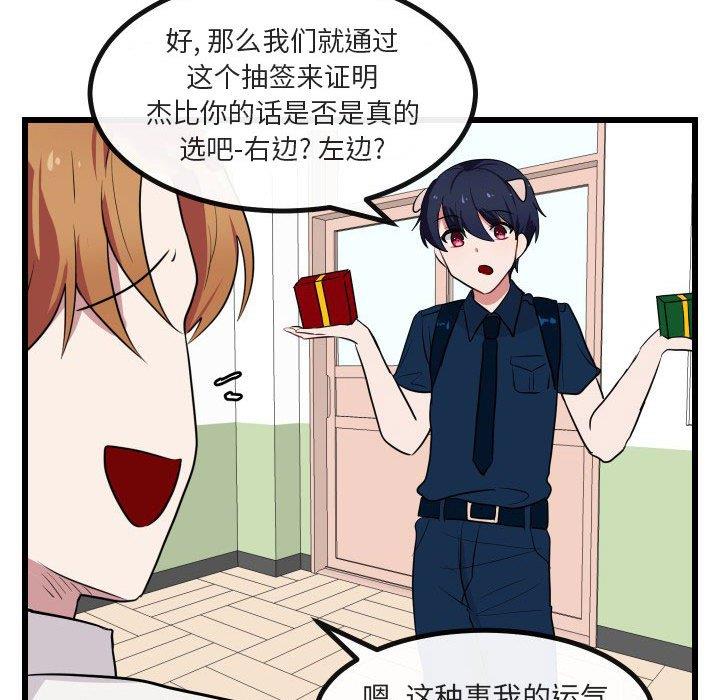 好, 那么我们就通过
这个抽签来证明
杰比你的话是否是真的
选吧-右边? 左边?
嗯, 这种事我的运气